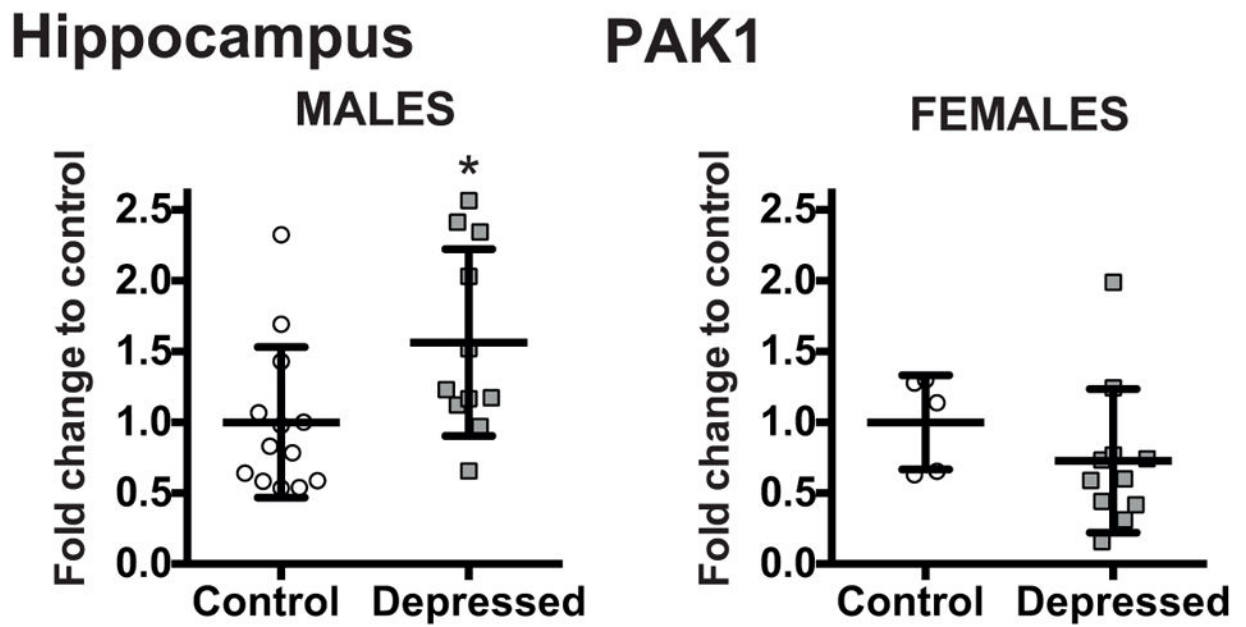 Hippocampus
PAK1
MALES
Fold change to control
2.5
2.0
1.5
1.0
0.5
0.0
*
Control
Depressed
FEMALES
Fold change to control
2.5
2.0
1.5
1.0
0.5
0.0
Control
Depressed